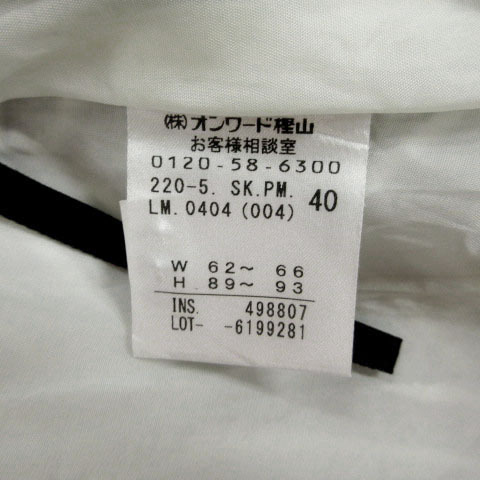 (株)オンワード樫山
お客様相談室
0120-58-6300
220-5. SK.PM. 40
LM.0404(004)
W 62～ 66
H.89～ 93
INS. 498807
LOT- -6199281